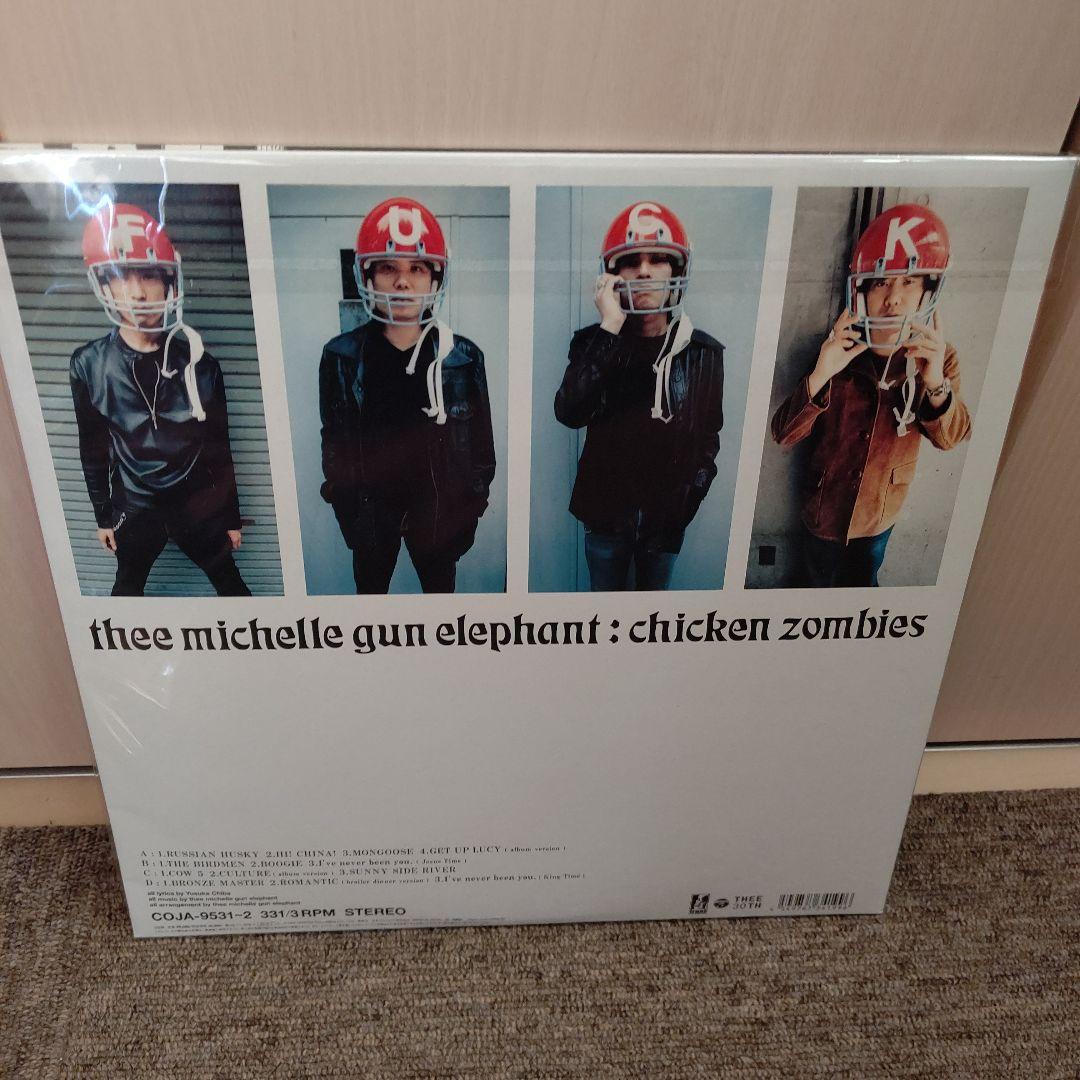 F
U
C
K
thee michelle gun elephant : chicken zombies
A : 1.RUSSIAN HUSKY 2.HI! CHINA! 3.MONGOOSE 4.GET UP LUCY ( album version )
B : 1.THE BIRDMEN 2.BOOGIE 3.I've never been you. ( Jesus Time )
C : 1.COW 5 2.CULTURE ( album version ) 3.SUNNY SIDE RIVER
D : 1.BRONZE MASTER 2.ROMANTIC ( broiler dinner version ) 3.I've never been you. ( King Time )
all lyrics by Yusuke Chiba
all music by thee michelle gun elephant
all arrangement by thee michelle gun elephant
COJA-9531~2 331/3 RPM STEREO
THEE
30TH